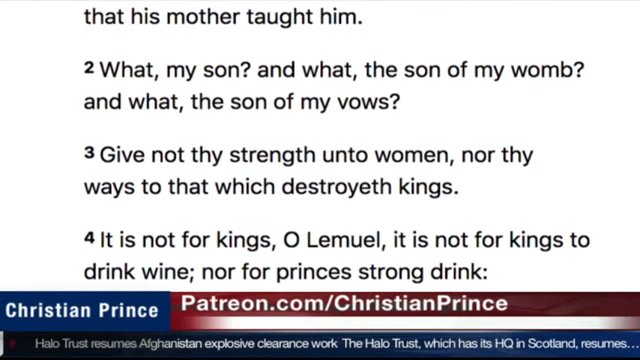 that his mother taught him.
2 What, my son? and what, the son of my womb?
and what, the son of my vows?
3 Give not thy strength unto women, nor thy
ways to that which destroyeth kings.
4 It is not for kings, O Lemuel, it is not for kings to
drink wine; nor for princes strong drink:
Christian Prince
Patreon.com/ChristianPrince
Halo Trust resumes Afghanistan explosive clearance work The Halo Trust, which has its HQ in Scotland, resumes...